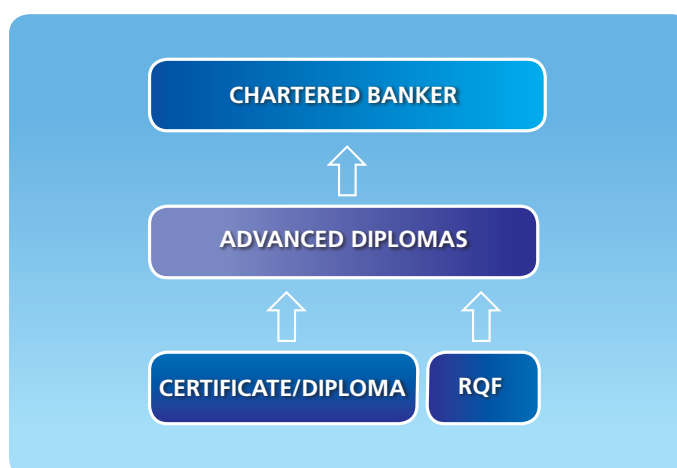 CHARTERED BANKER
ADVANCED DIPLOMAS
CERTIFICATE/DIPLOMA
RQF